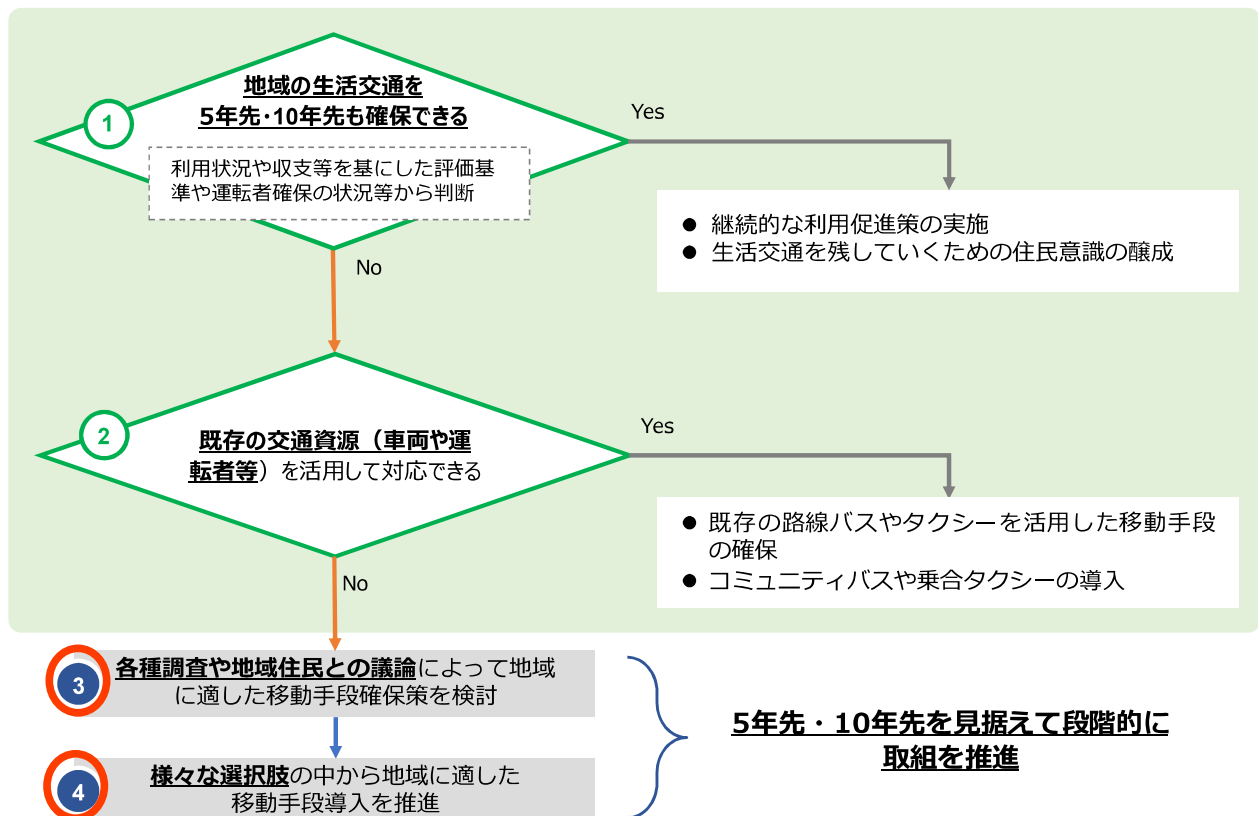 1
地域の生活交通を
5年先・10年先も確保できる
利用状況や収支等を基にした評価基
準や運転者確保の状況等から判断
Yes
● 継続的な利用促進策の実施
● 生活交通を残していくための住民意識の醸成
No
2
既存の交通資源（車両や運
転者等）を活用して対応できる
Yes
● 既存の路線バスやタクシーを活用した移動手段
の確保
● コミュニティバスや乗合タクシーの導入
No
3
各種調査や地域住民との議論によって地域
に適した移動手段確保策を検討
4
様々な選択肢の中から地域に適した
移動手段導入を推進
5年先・10年先を見据えて段階的に
取組を推進